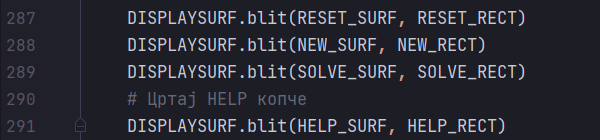 287 DISPLAYSURF.blit(RESET_SURF, RESET_RECT)
288 DISPLAYSURF.blit(NEW_SURF, NEW_RECT)
289 DISPLAYSURF.blit(SOLVE_SURF, SOLVE_RECT)
290 # Цртај HELP копче
291 DISPLAYSURF.blit(HELP_SURF, HELP_RECT)